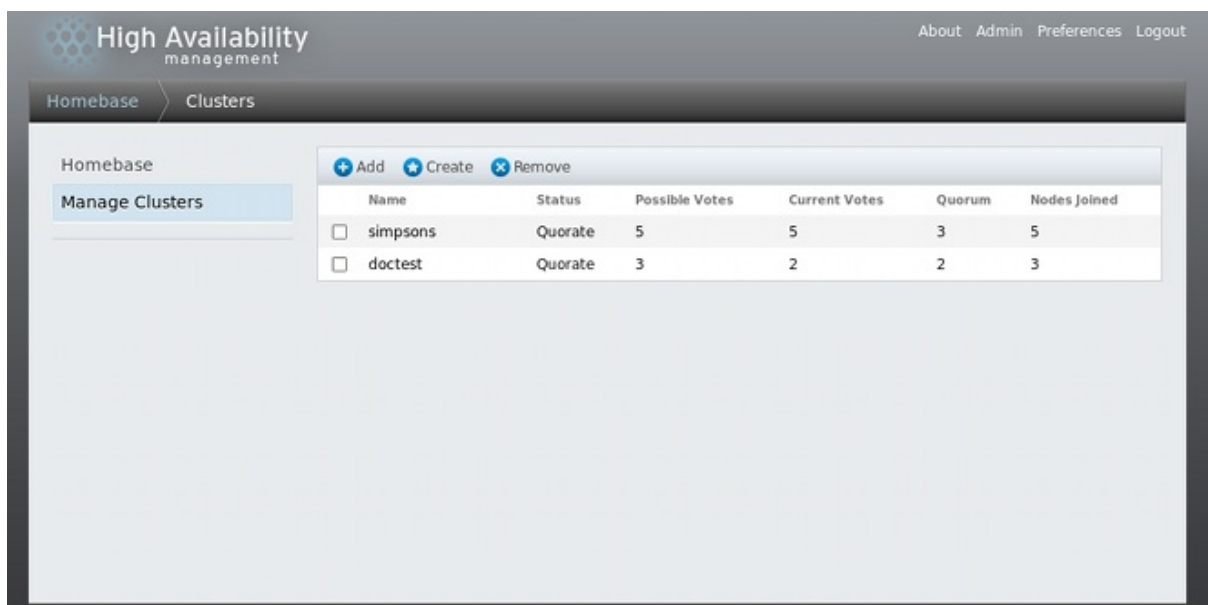 High Availability
management
About Admin Preferences Logout
Homebase Clusters
Homebase
Manage Clusters
Add Create Remove
Name Status Possible Votes Current Votes Quorum Nodes Joined
simpsons Quorate 5 5 3 5
doctest Quorate 3 2 2 3